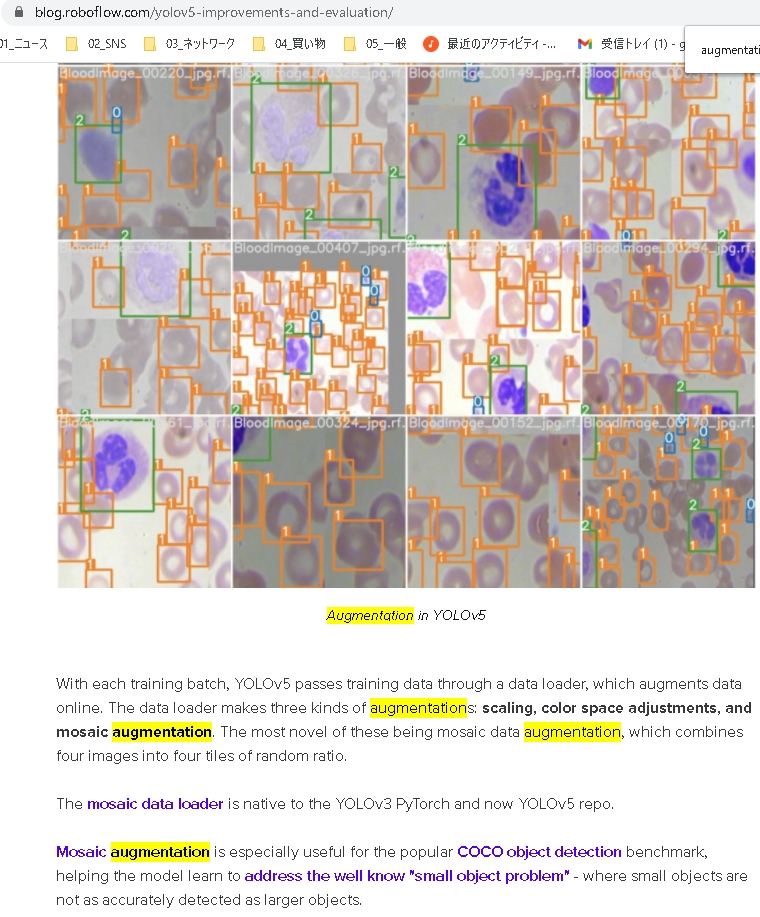 blog.roboflow.com/yolov5-improvements-and-evaluation/
01_ニュース 02_SNS 03_ネットワーク 04_買い物 05_一般 最近のアクティビティ -... 受信トレイ (1) - g
augmentati
BloodImage_00220_jpg.rf. BloodImage_00326_jpg.rf. BloodImage_00149_jpg.rf.
BloodImage_00407_jpg.rf. BloodImage_00294_jpg.rf.
BloodImage_00324_jpg.rf. BloodImage_00152_jpg.rf.
Augmentation in YOLOv5
With each training batch, YOLOv5 passes training data through a data loader, which augments data
online. The data loader makes three kinds of augmentations: scaling, color space adjustments, and
mosaic augmentation. The most novel of these being mosaic data augmentation, which combines
four images into four tiles of random ratio.
The mosaic data loader is native to the YOLOv3 PyTorch and now YOLOv5 repo.
Mosaic augmentation is especially useful for the popular COCO object detection benchmark,
helping the model learn to address the well know "small object problem" - where small objects are
not as accurately detected as larger objects.